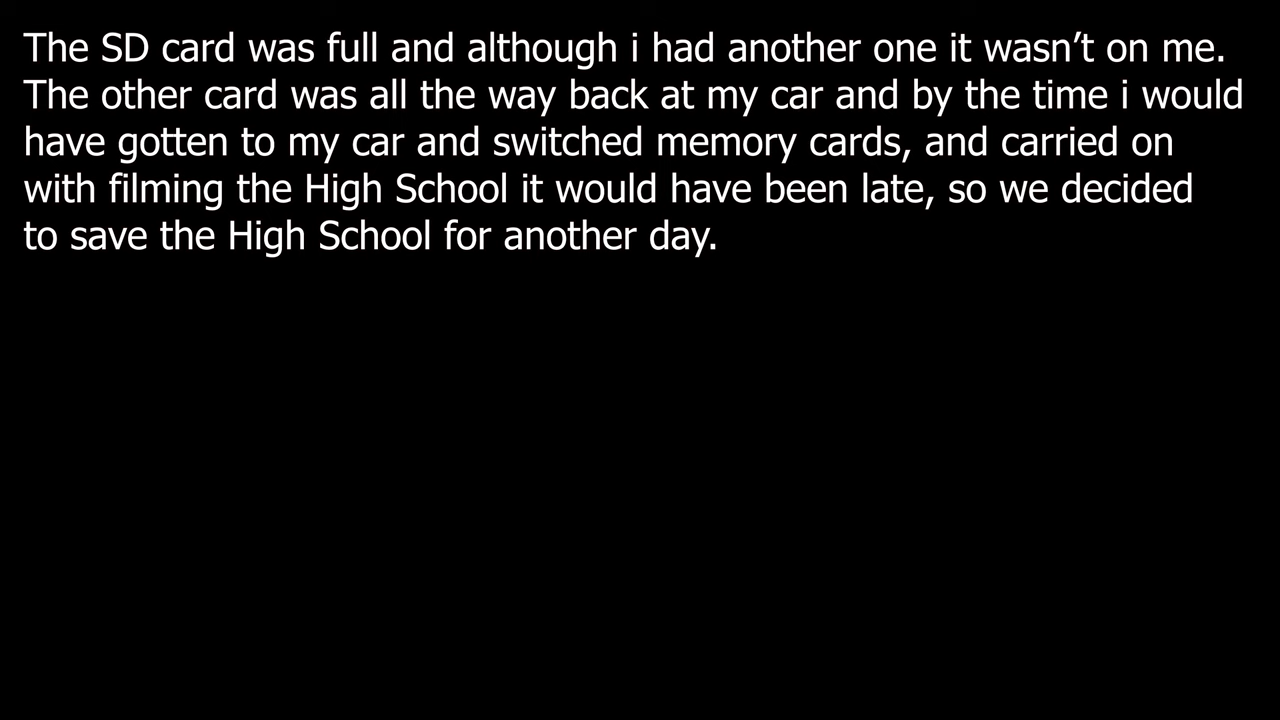 The SD card was full and although i had another one it wasn’t on me.
The other card was all the way back at my car and by the time i would
have gotten to my car and switched memory cards, and carried on
with filming the High School it would have been late, so we decided
to save the High School for another day.